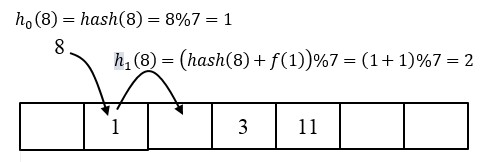 h₀(8) = hash(8) = 8%7 = 1
8
h₁(8) = (hash(8) + f(1))%7 = (1 + 1)%7 = 2
1 3 11